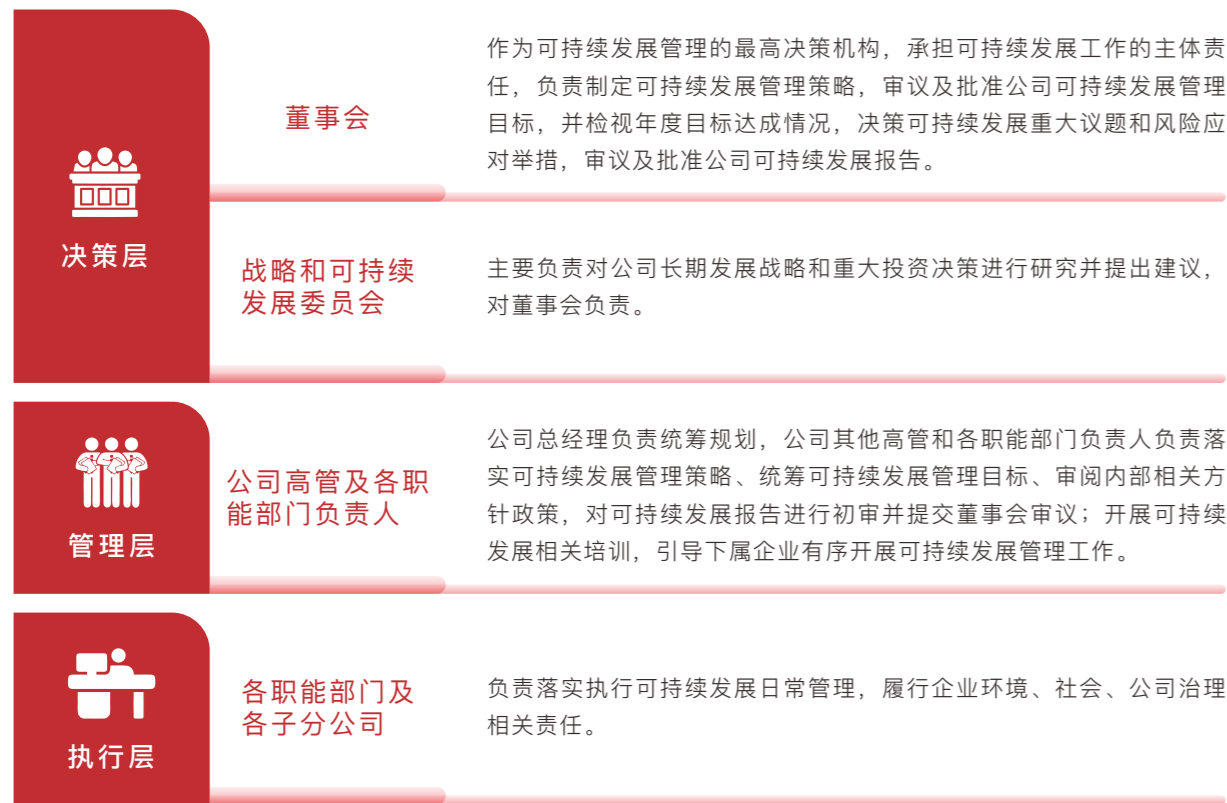 决策层
董事会
作为可持续发展管理的最高决策机构，承担可持续发展工作的主体责
任，负责制定可持续发展管理策略，审议及批准公司可持续发展管理
目标，并检视年度目标达成情况，决策可持续发展重大议题和风险应
对举措，审议及批准公司可持续发展报告。
战略和可持续
发展委员会
主要负责对公司长期发展战略和重大投资决策进行研究并提出建议，
对董事会负责。
管理层
公司高管及各职
能部门负责人
公司总经理负责统筹规划，公司其他高管和各职能部门负责人负责落
实可持续发展管理策略、统筹可持续发展管理目标、审阅内部相关方
针政策，对可持续发展报告进行初审并提交董事会审议；开展可持续
发展相关培训，引导下属企业有序开展可持续发展管理工作。
执行层
各职能部门及
各子分公司
负责落实执行可持续发展日常管理，履行企业环境、社会、公司治理
相关责任。